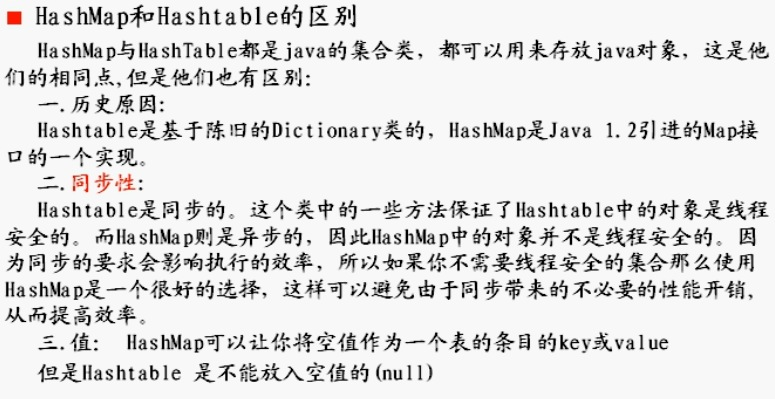 ■ HashMap和Hashtable的区别
HashMap与HashTable都是java的集合类，都可以用来存放java对象，这是他
们的相同点,但是他们也有区别:
一.历史原因:
Hashtable是基于陈旧的Dictionary类的，HashMap是Java 1.2引进的Map接
口的一个实现。
二.同步性:
Hashtable是同步的。这个类中的一些方法保证了Hashtable中的对象是线程
安全的。而HashMap则是异步的，因此HashMap中的对象并不是线程安全的。因
为同步的要求会影响执行的效率，所以如果你不需要线程安全的集合那么使用
HashMap是一个很好的选择，这样可以避免由于同步带来的不必要的性能开销，
从而提高效率。
三.值： HashMap可以让你将空值作为一个表的条目的key或value
但是Hashtable 是不能放入空值的(null)